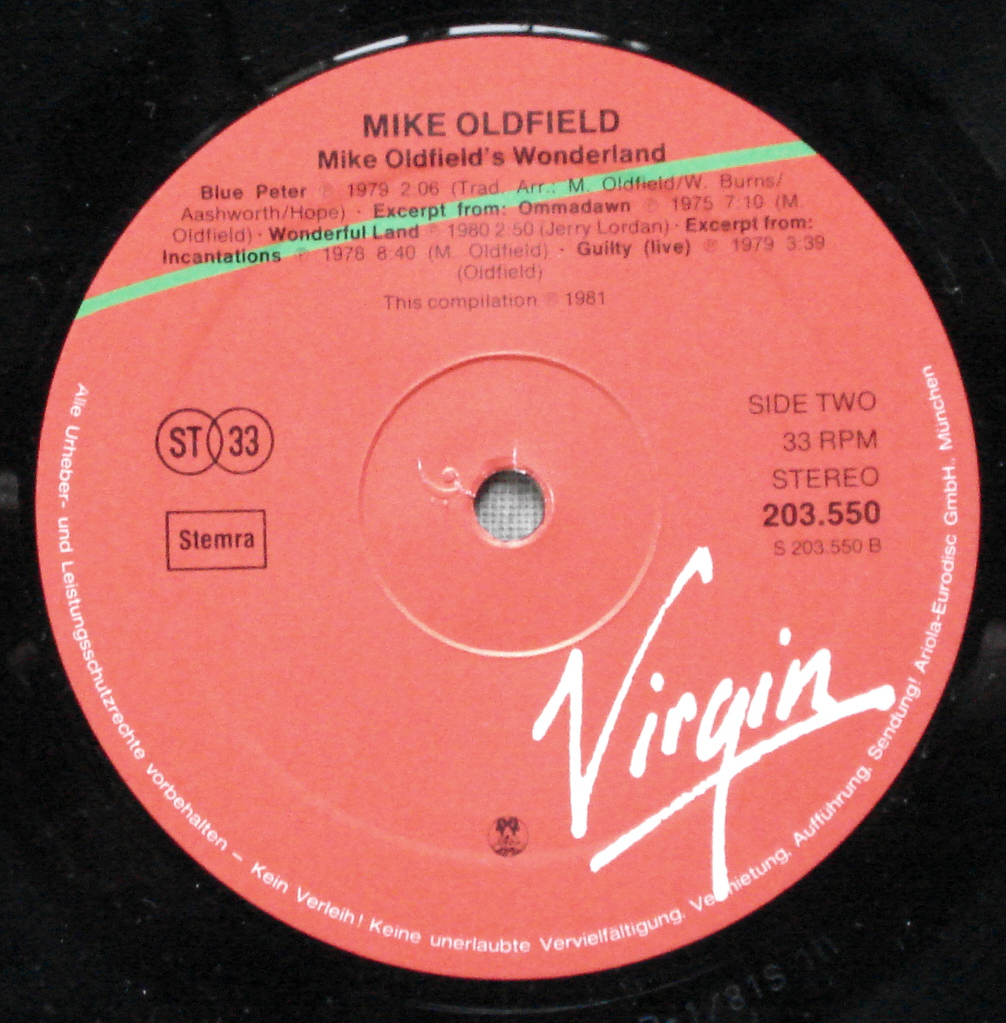 MIKE OLDFIELD
Mike Oldfield's Wonderland
Blue Peter ℗ 1979 2:06 (Trad. Arr.: M. Oldfield/W. Burns/
Aashworth/Hope) · Excerpt from: Ommadawn ℗ 1975 7:10 (M.
Oldfield) · Wonderful Land ℗ 1980 2:50 (Jerry Lordan) · Excerpt from:
Incantations ℗ 1978 8:40 (M. Oldfield) · Guilty (live) ℗ 1979 3:39
(Oldfield)
This compilation ℗ 1981
ST 33
Stemra
SIDE TWO
33 RPM
STEREO
203.550
S 203.550 B
Virgin
Alle Urheber- und Leistungsschutzrechte vorbehalten – Kein Verleih! Keine unerlaubte Vervielfältigung, Vermietung, Aufführung, Sendung! Ariola-Eurodisc GmbH., München